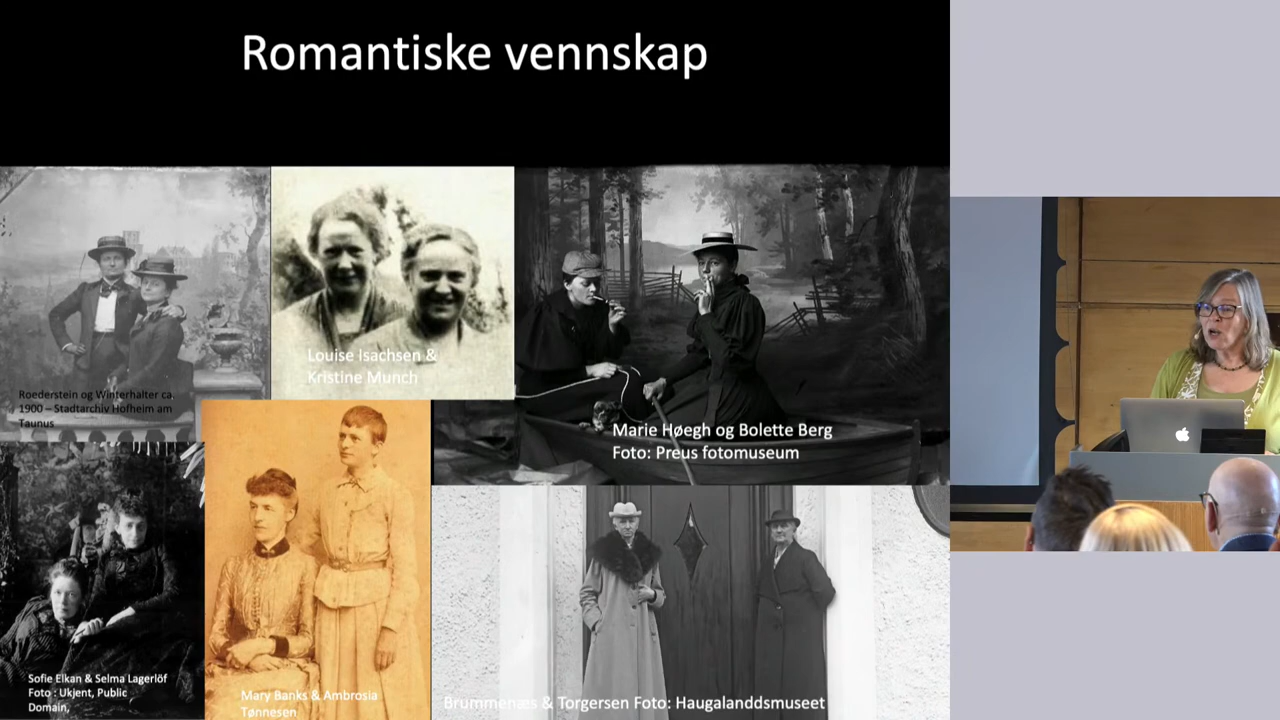 Romantiske vennskap
Roederstein og Winterhalter ca.
1900 – Stadtarchiv Hofheim am
Taunus
Louise Isachsen &
Kristine Munch
Marie Høegh og Bolette Berg
Foto: Preus fotomuseum
Sofie Elkan & Selma Lagerlöf
Foto : Ukjent, Public
Domain,
Mary Banks & Ambrosia
Tønnesen
Brummenæs & Torgersen Foto: Haugalanddsmuseet